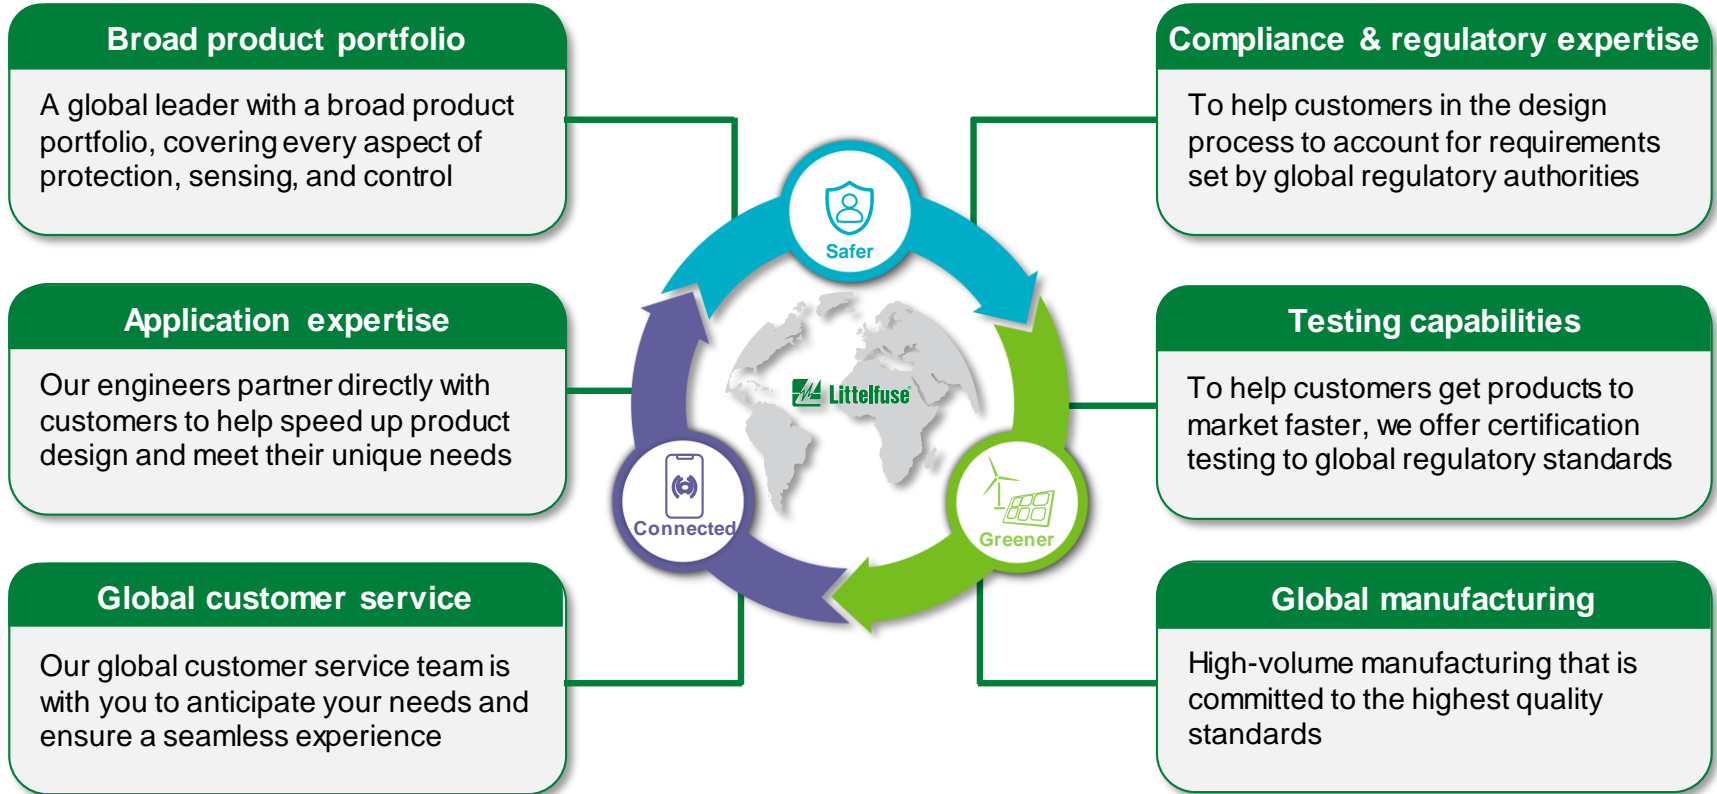 Broad product portfolio
A global leader with a broad product
portfolio, covering every aspect of
protection, sensing, and control
Application expertise
Our engineers partner directly with
customers to help speed up product
design and meet their unique needs
Global customer service
Our global customer service team is
with you to anticipate your needs and
ensure a seamless experience
Safer
Littelfuse®
Connected
Greener
Compliance & regulatory expertise
To help customers in the design
process to account for requirements
set by global regulatory authorities
Testing capabilities
To help customers get products to
market faster, we offer certification
testing to global regulatory standards
Global manufacturing
High-volume manufacturing that is
committed to the highest quality
standards